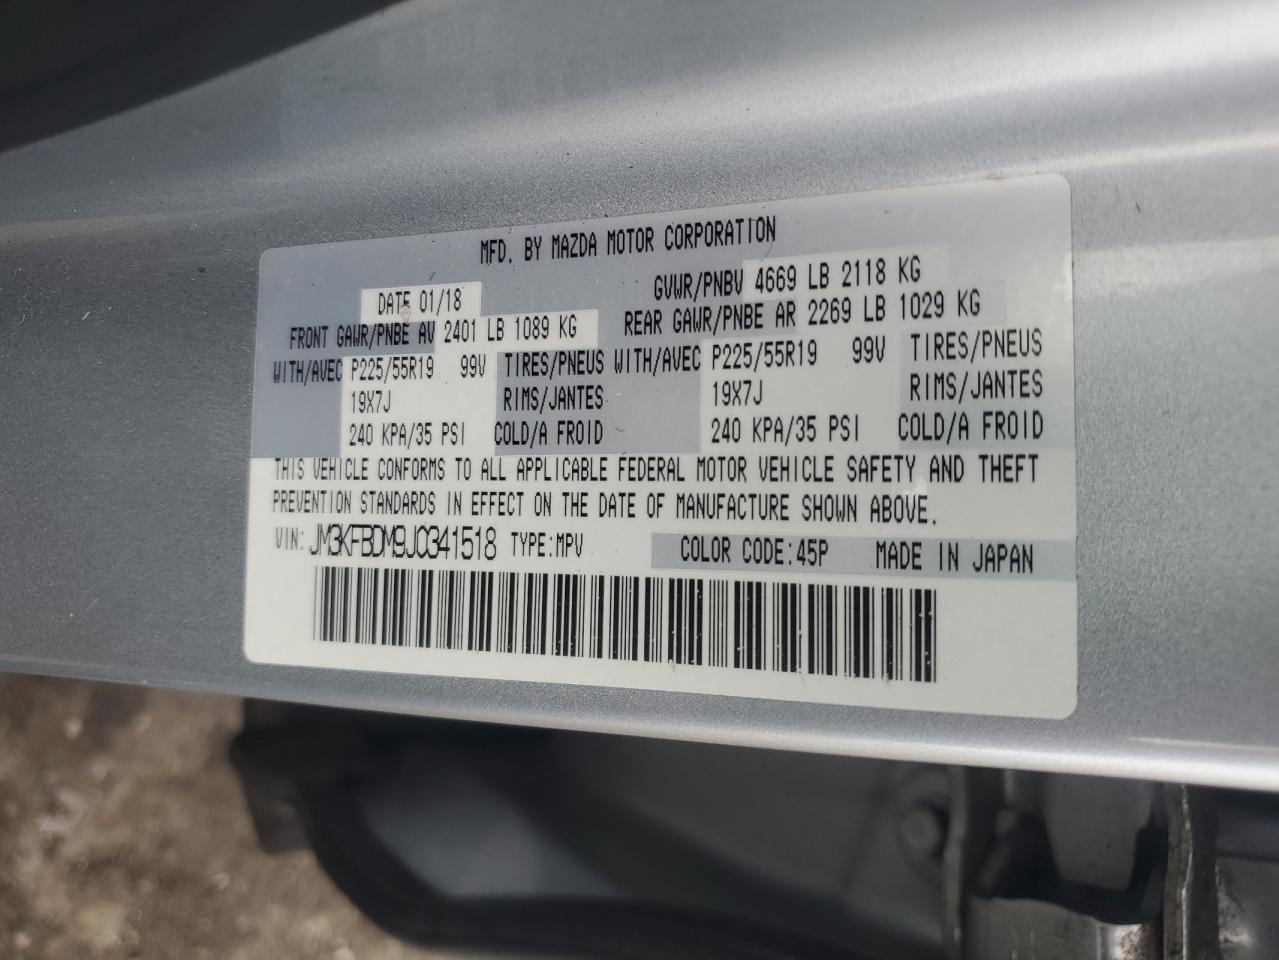 MFD. BY MAZDA MOTOR CORPORATION
DATE 01/18 GVWR/PNBV 4669 LB 2118 KG
FRONT GAWR/PNBE AV 2401 LB 1089 KG REAR GAWR/PNBE AR 2269 LB 1029 KG
WITH/AVEC P225/55R19 99V TIRES/PNEUS WITH/AVEC P225/55R19 99V TIRES/PNEUS
19X7J RIMS/JANTES 19X7J RIMS/JANTES
240 KPA/35 PSI COLD/A FROID 240 KPA/35 PSI COLD/A FROID
THIS VEHICLE CONFORMS TO ALL APPLICABLE FEDERAL MOTOR VEHICLE SAFETY AND THEFT
PREVENTION STANDARDS IN EFFECT ON THE DATE OF MANUFACTURE SHOWN ABOVE.
VIN: JM3KFBDM9J0341518 TYPE:MPV COLOR CODE:45P MADE IN JAPAN